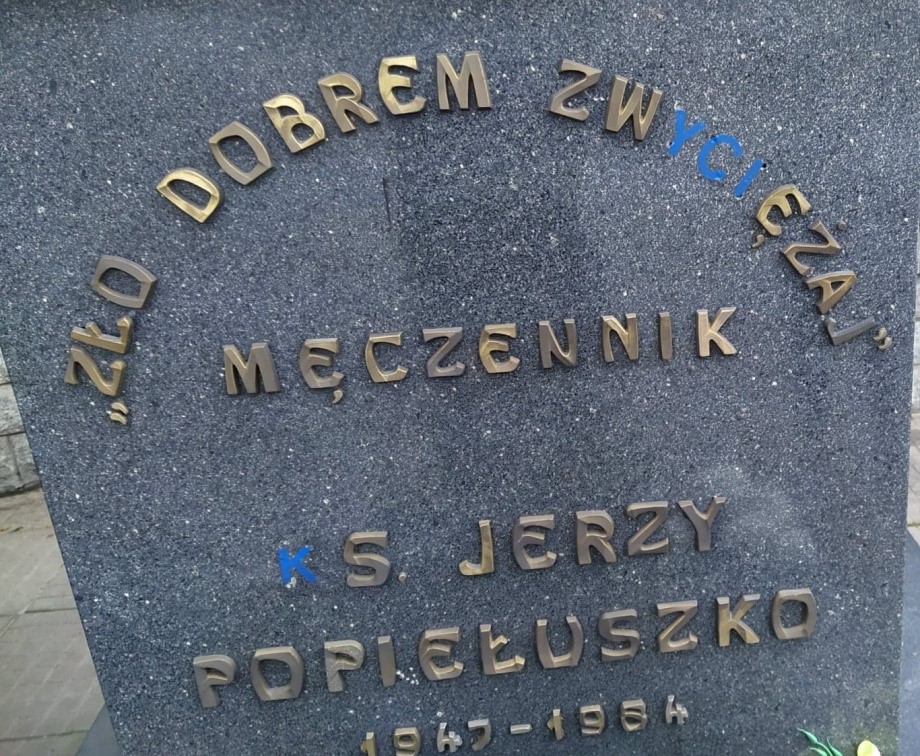 „ZŁO DOBREM ZWYCIĘŻAJ”
MĘCZENNIK
KS. JERZY
POPIEŁUSZKO
1947-1984